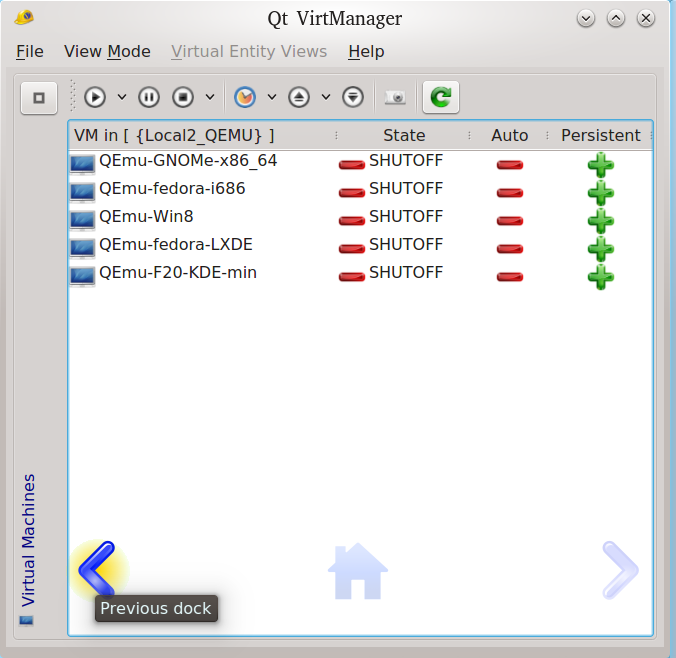 Qt VirtManager
File View Mode Virtual Entity Views Help
VM in [ {Local2_QEMU} ] State Auto Persistent
QEmu-GNOMe-x86_64 SHUTOFF
QEmu-fedora-i686 SHUTOFF
QEmu-Win8 SHUTOFF
QEmu-fedora-LXDE SHUTOFF
QEmu-F20-KDE-min SHUTOFF
Virtual Machines
Previous dock